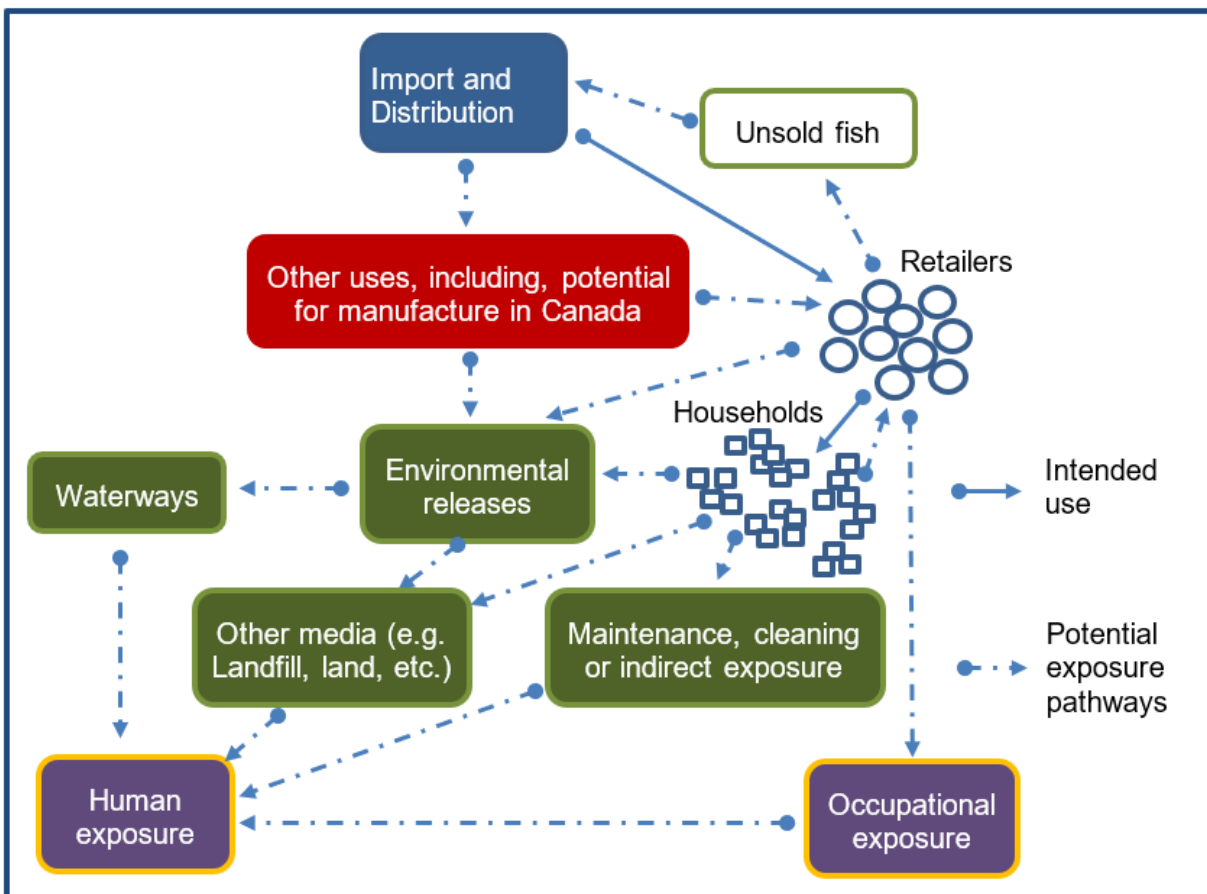 Import and
Distribution
Unsold fish
Other uses, including, potential
for manufacture in Canada
Retailers
Households
Waterways
Environmental
releases
Intended
use
Other media (e.g.
Landfill, land, etc.)
Maintenance, cleaning
or indirect exposure
Potential
exposure
pathways
Human
exposure
Occupational
exposure